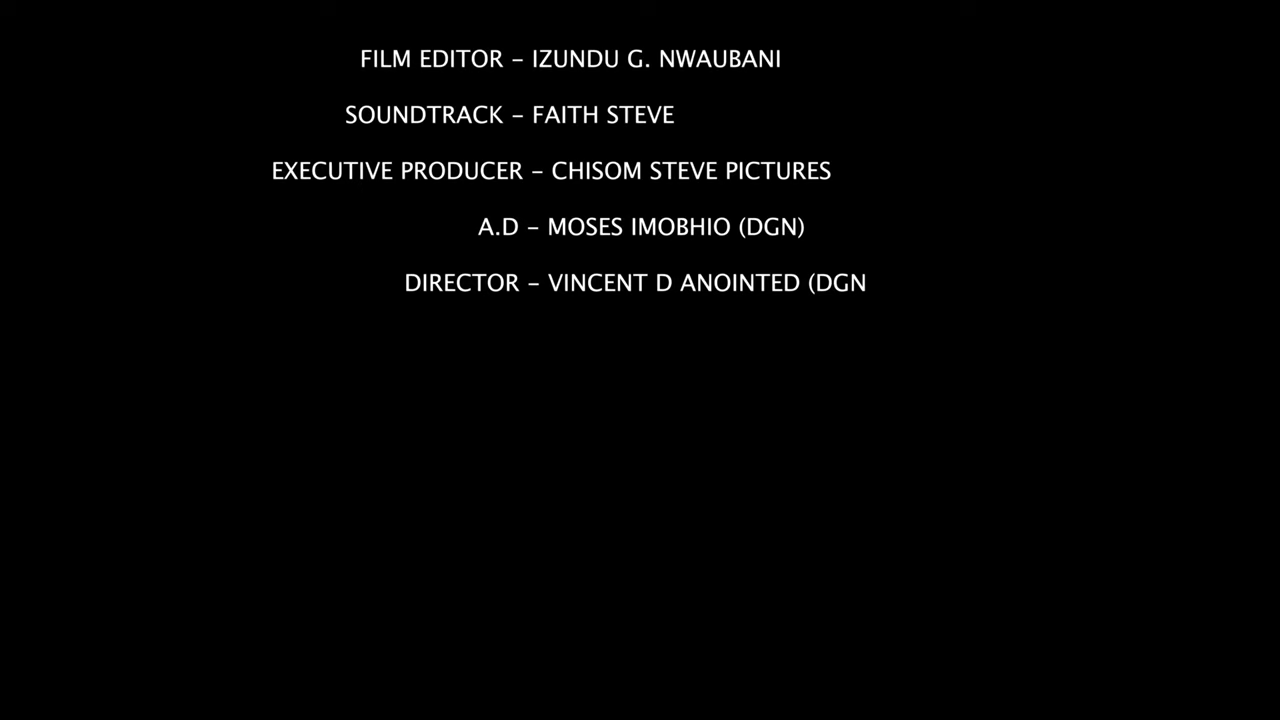 FILM EDITOR – IZUNDU G. NWAUBANI
SOUNDTRACK – FAITH STEVE
EXECUTIVE PRODUCER – CHISOM STEVE PICTURES
A.D – MOSES IMOBHIO (DGN)
DIRECTOR – VINCENT D ANOINTED (DGN